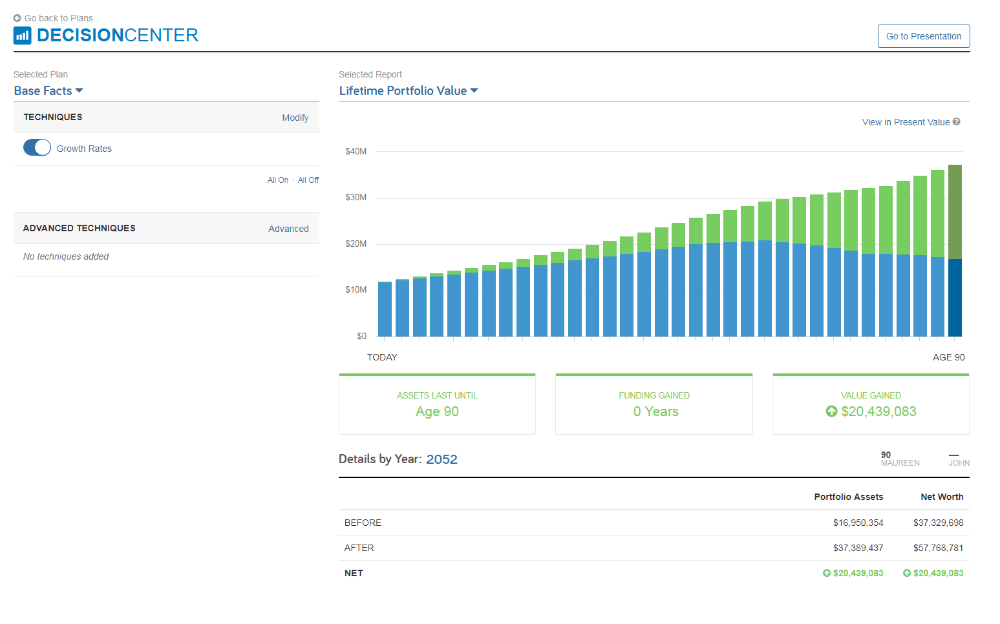 Go back to Plans
DECISIONCENTER
Go to Presentation
Selected Plan
Base Facts
TECHNIQUES Modify
Growth Rates
All On · All Off
ADVANCED TECHNIQUES Advanced
No techniques added
Selected Report
Lifetime Portfolio Value
View in Present Value ?
$40M
$30M
$20M
$10M
$0
TODAY AGE 90
ASSETS LAST UNTIL
Age 90
FUNDING GAINED
0 Years
VALUE GAINED
$20,439,083
Details by Year: 2052
90
MAUREEN
—
JOHN
Portfolio Assets Net Worth
BEFORE $16,950,354 $37,329,698
AFTER $37,389,437 $57,768,781
NET $20,439,083 $20,439,083